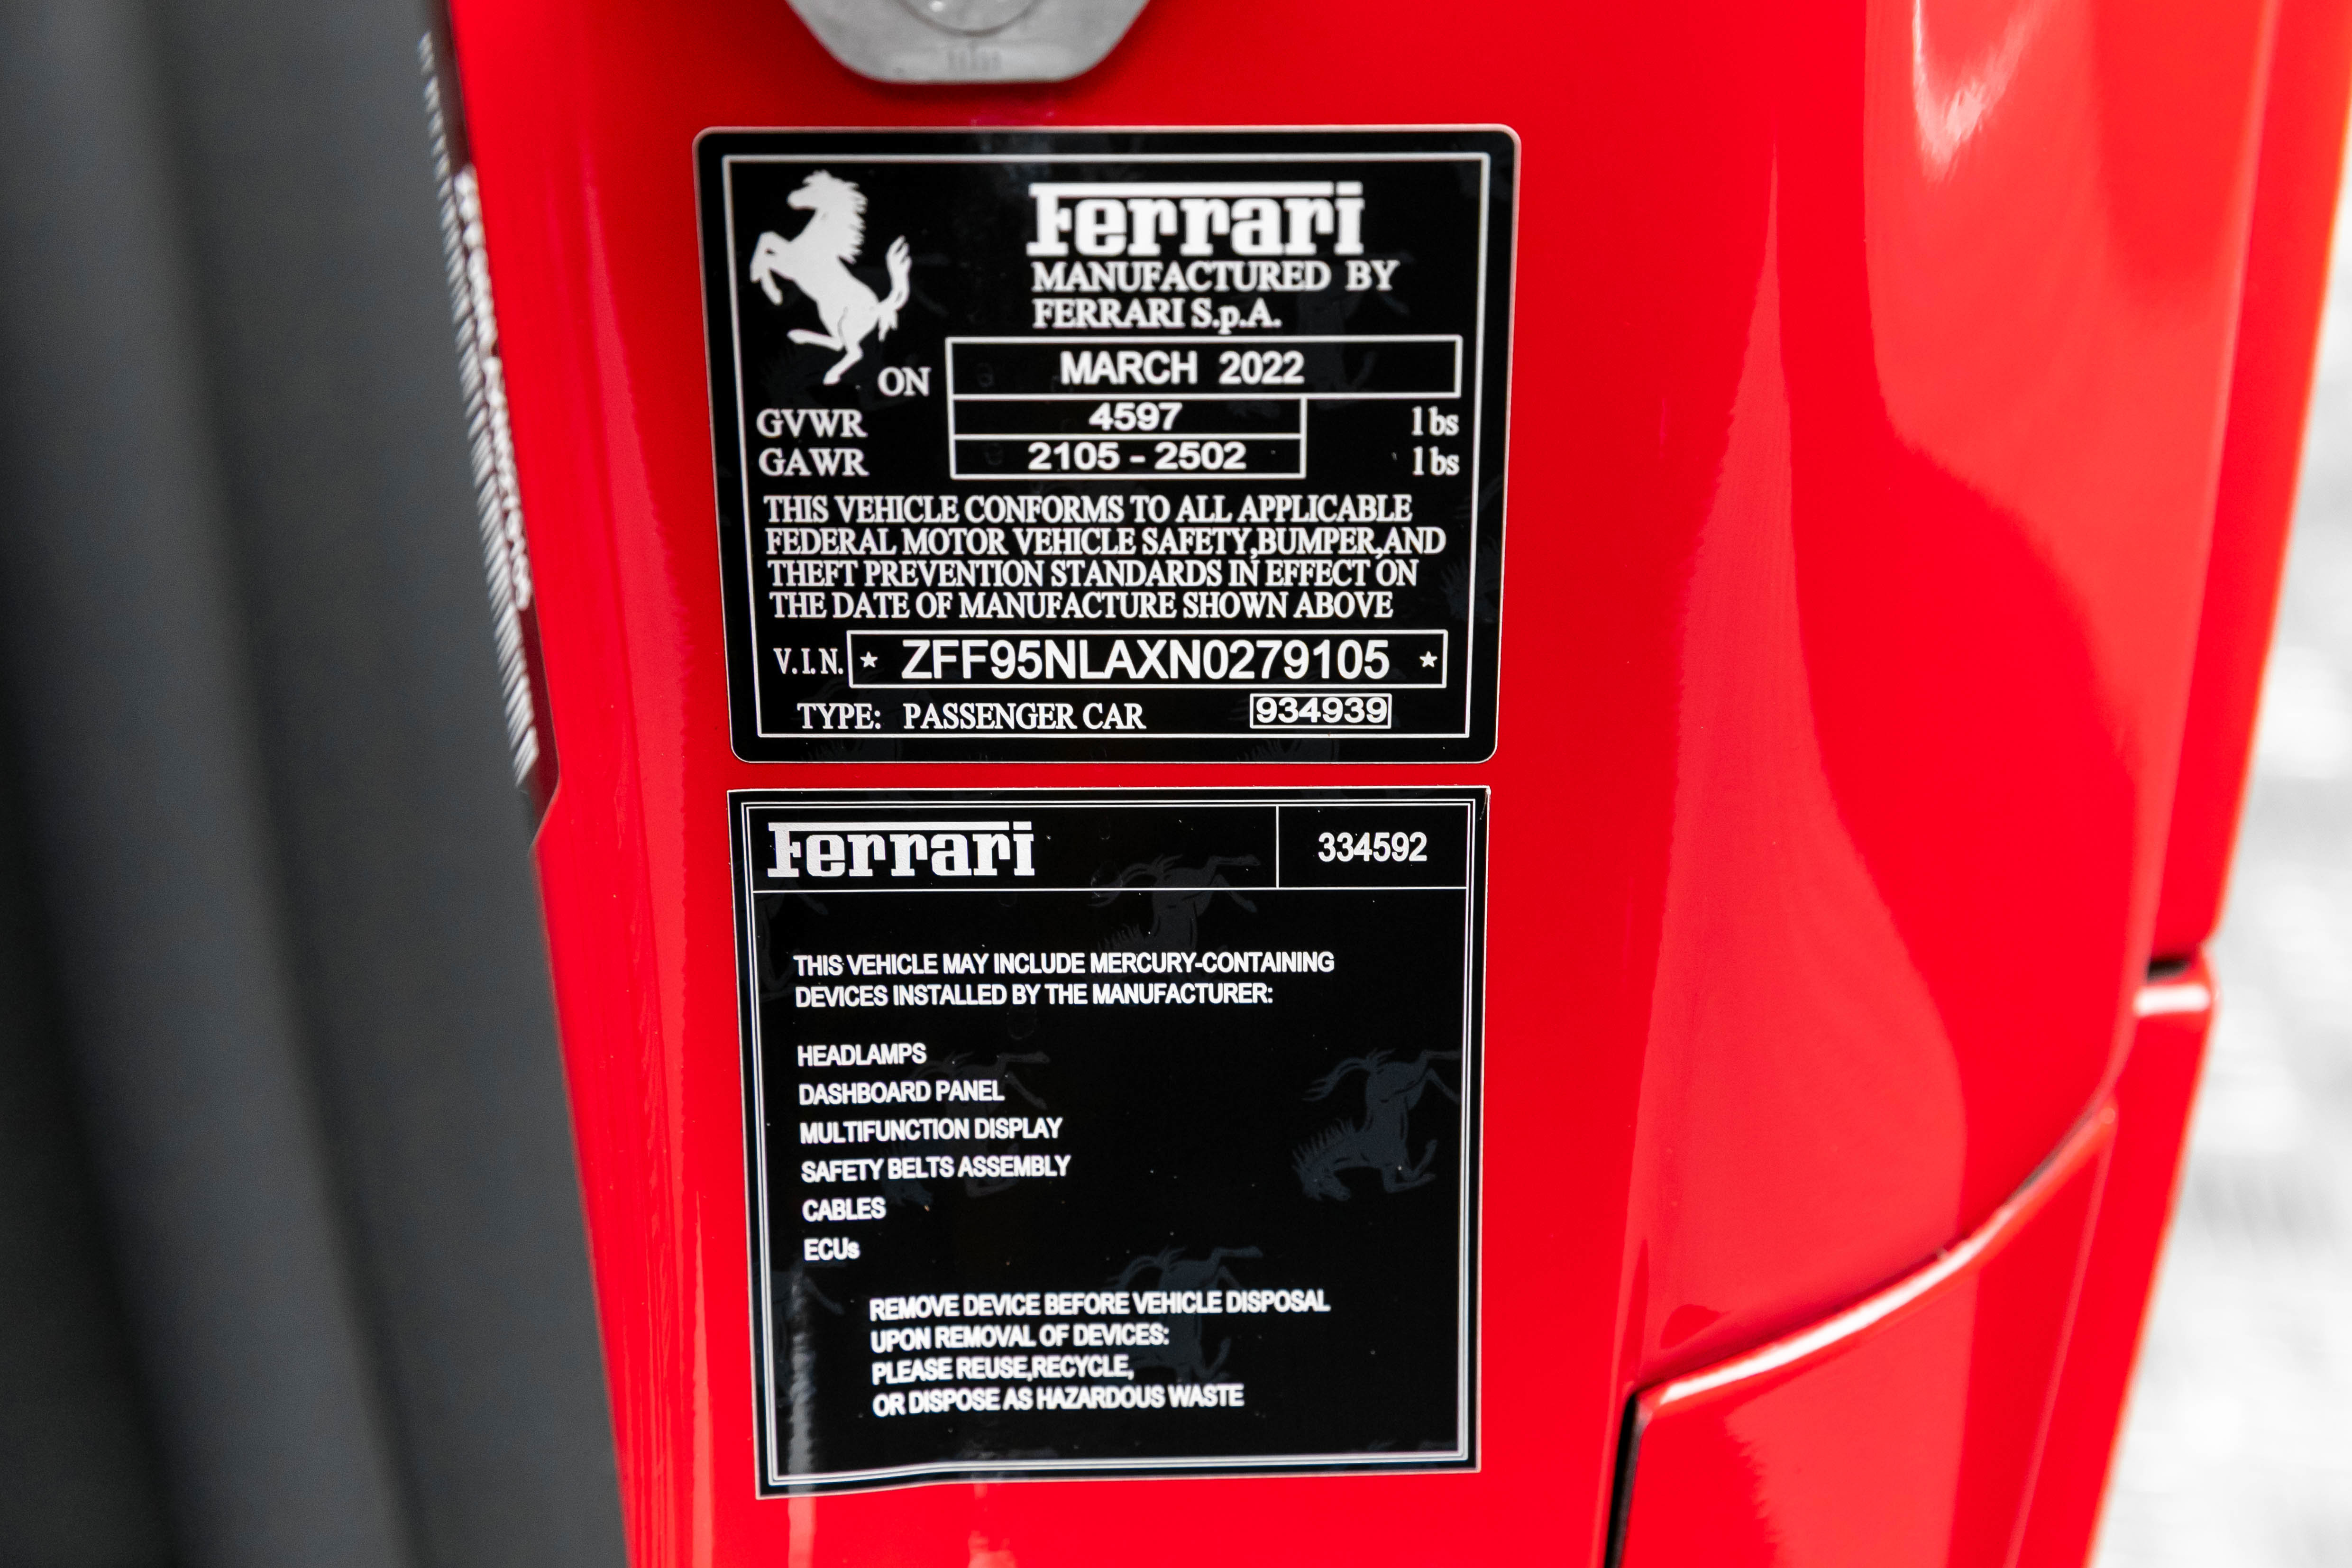 Ferrari
MANUFACTURED BY
FERRARI S.p.A.
ON MARCH 2022
GVWR 4597 lbs
GAWR 2105 - 2502 lbs
THIS VEHICLE CONFORMS TO ALL APPLICABLE
FEDERAL MOTOR VEHICLE SAFETY,BUMPER,AND
THEFT PREVENTION STANDARDS IN EFFECT ON
THE DATE OF MANUFACTURE SHOWN ABOVE
V.I.N. ★ ZFF95NLAXN0279105 ★
TYPE: PASSENGER CAR 934939
Ferrari 334592
THIS VEHICLE MAY INCLUDE MERCURY-CONTAINING
DEVICES INSTALLED BY THE MANUFACTURER:
HEADLAMPS
DASHBOARD PANEL
MULTIFUNCTION DISPLAY
SAFETY BELTS ASSEMBLY
CABLES
ECUs
REMOVE DEVICE BEFORE VEHICLE DISPOSAL
UPON REMOVAL OF DEVICES:
PLEASE REUSE,RECYCLE,
OR DISPOSE AS HAZARDOUS WASTE